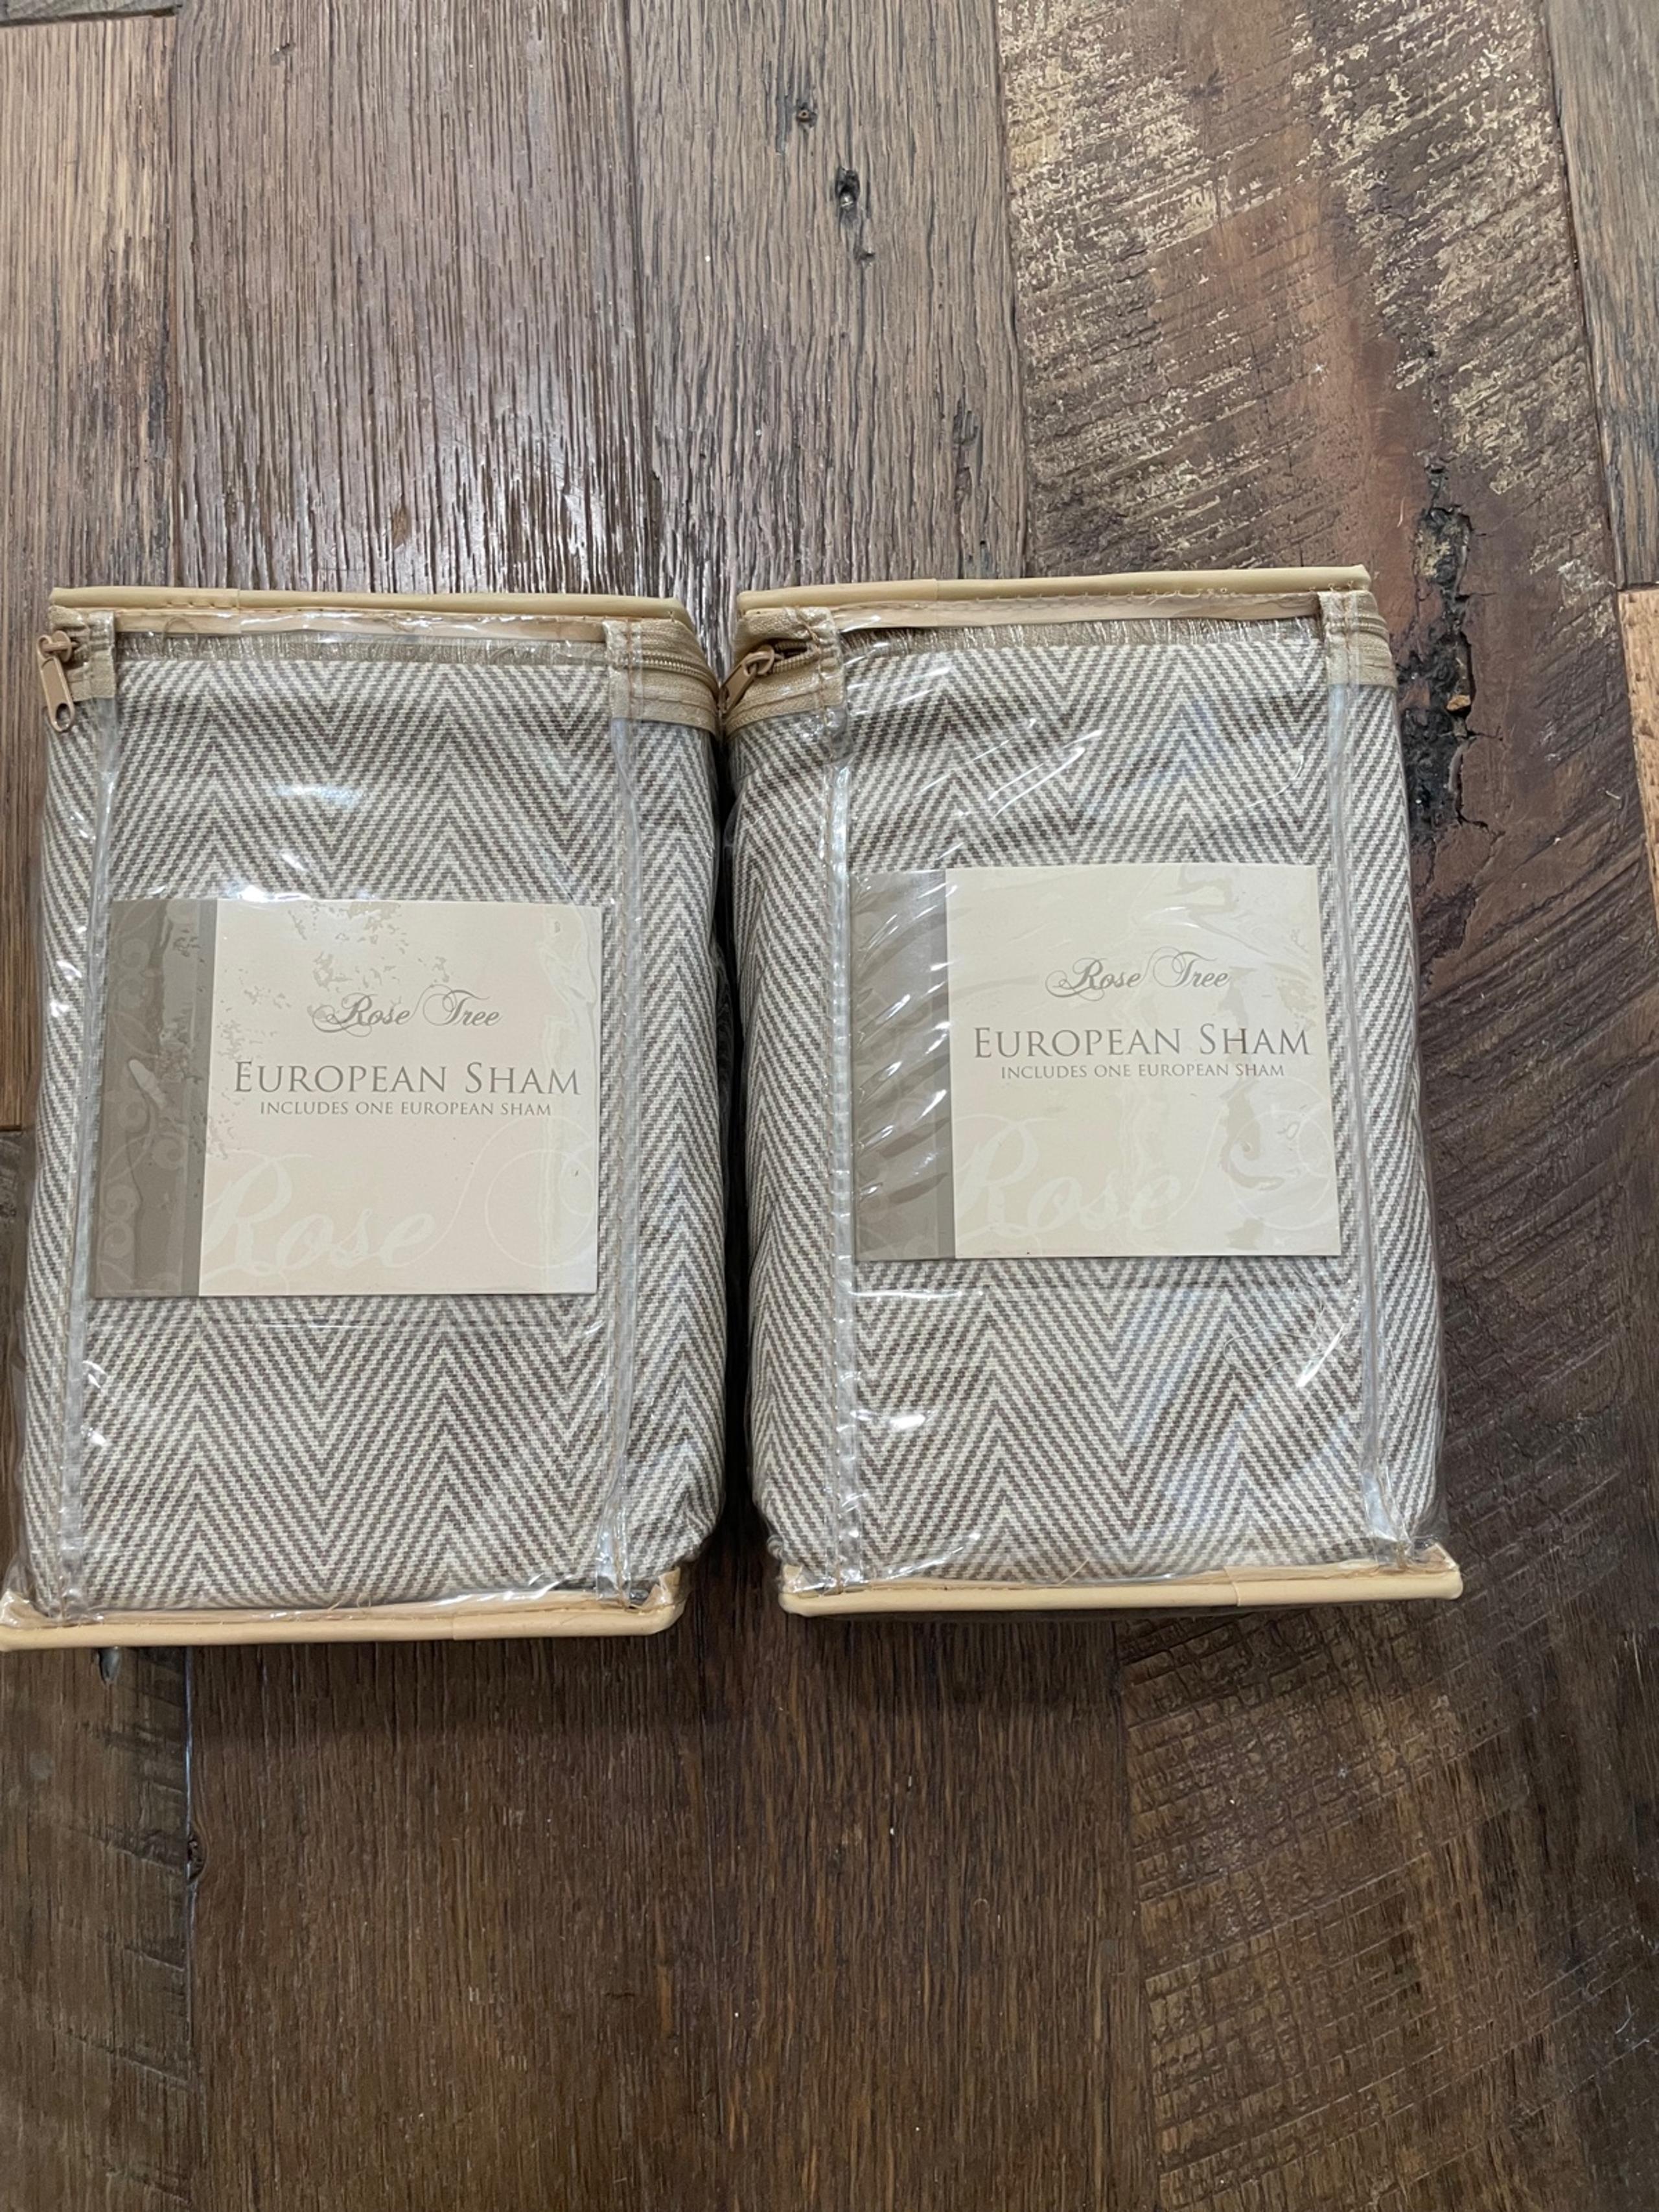 Rose Tree
EUROPEAN SHAM
INCLUDES ONE EUROPEAN SHAM
Rose
Rose Tree
EUROPEAN SHAM
INCLUDES ONE EUROPEAN SHAM
Rose